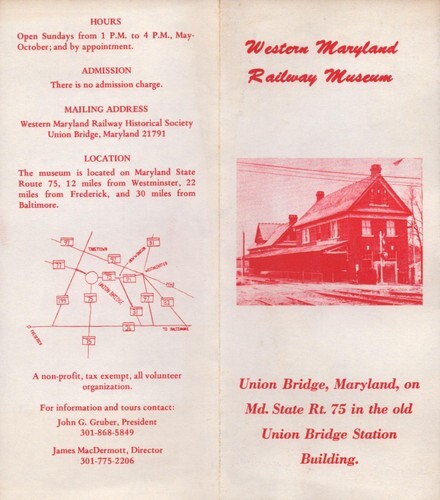 HOURS
Open Sundays from 1 P.M. to 4 P.M., May-
October; and by appointment.
ADMISSION
There is no admission charge.
MAILING ADDRESS
Western Maryland Railway Historical Society
Union Bridge, Maryland 21791
LOCATION
The museum is located on Maryland State
Route 75, 12 miles from Westminster, 22
miles from Frederick, and 30 miles from
Baltimore.
TANEYTOWN
WESTMINSTER
UNION BRIDGE
TO BALTIMORE
A non-profit, tax exempt, all volunteer
organization.
For information and tours contact:
John G. Gruber, President
301-868-5849
James MacDermott, Director
301-775-2206
Western Maryland
Railway Museum
Union Bridge, Maryland, on
Md. State Rt. 75 in the old
Union Bridge Station
Building.